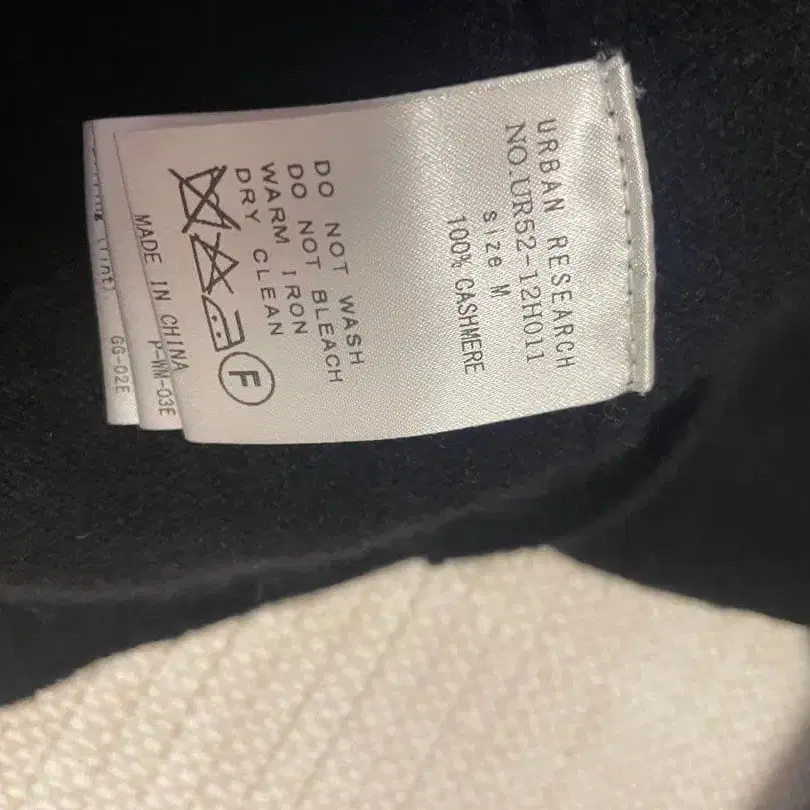 URBAN RESEARCH
NO.UR52-12H011
size M
100% CASHMERE
DO NOT WASH
DO NOT BLEACH
WARM IRON
DRY CLEAN
F
MADE IN CHINA
P-WM-03E
GG-02E